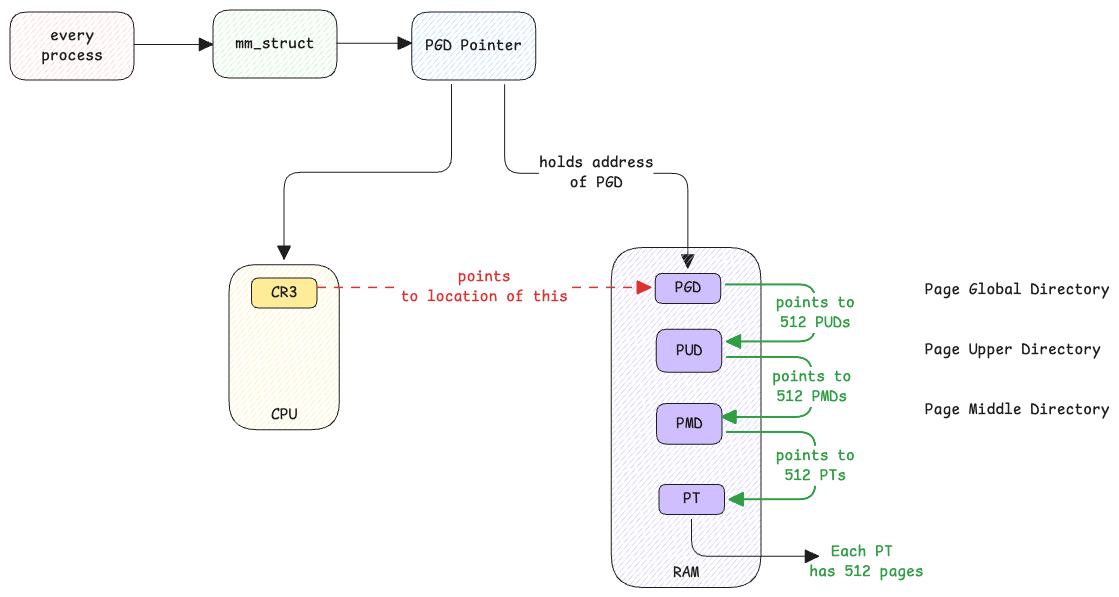 every
process
mm_struct
PGD Pointer
holds address
of PGD
CR3
CPU
points
to location of this
PGD
points to
512 PUDs
PUD
points to
512 PMDs
PMD
points to
512 PTs
PT
Each PT
has 512 pages
RAM
Page Global Directory
Page Upper Directory
Page Middle Directory